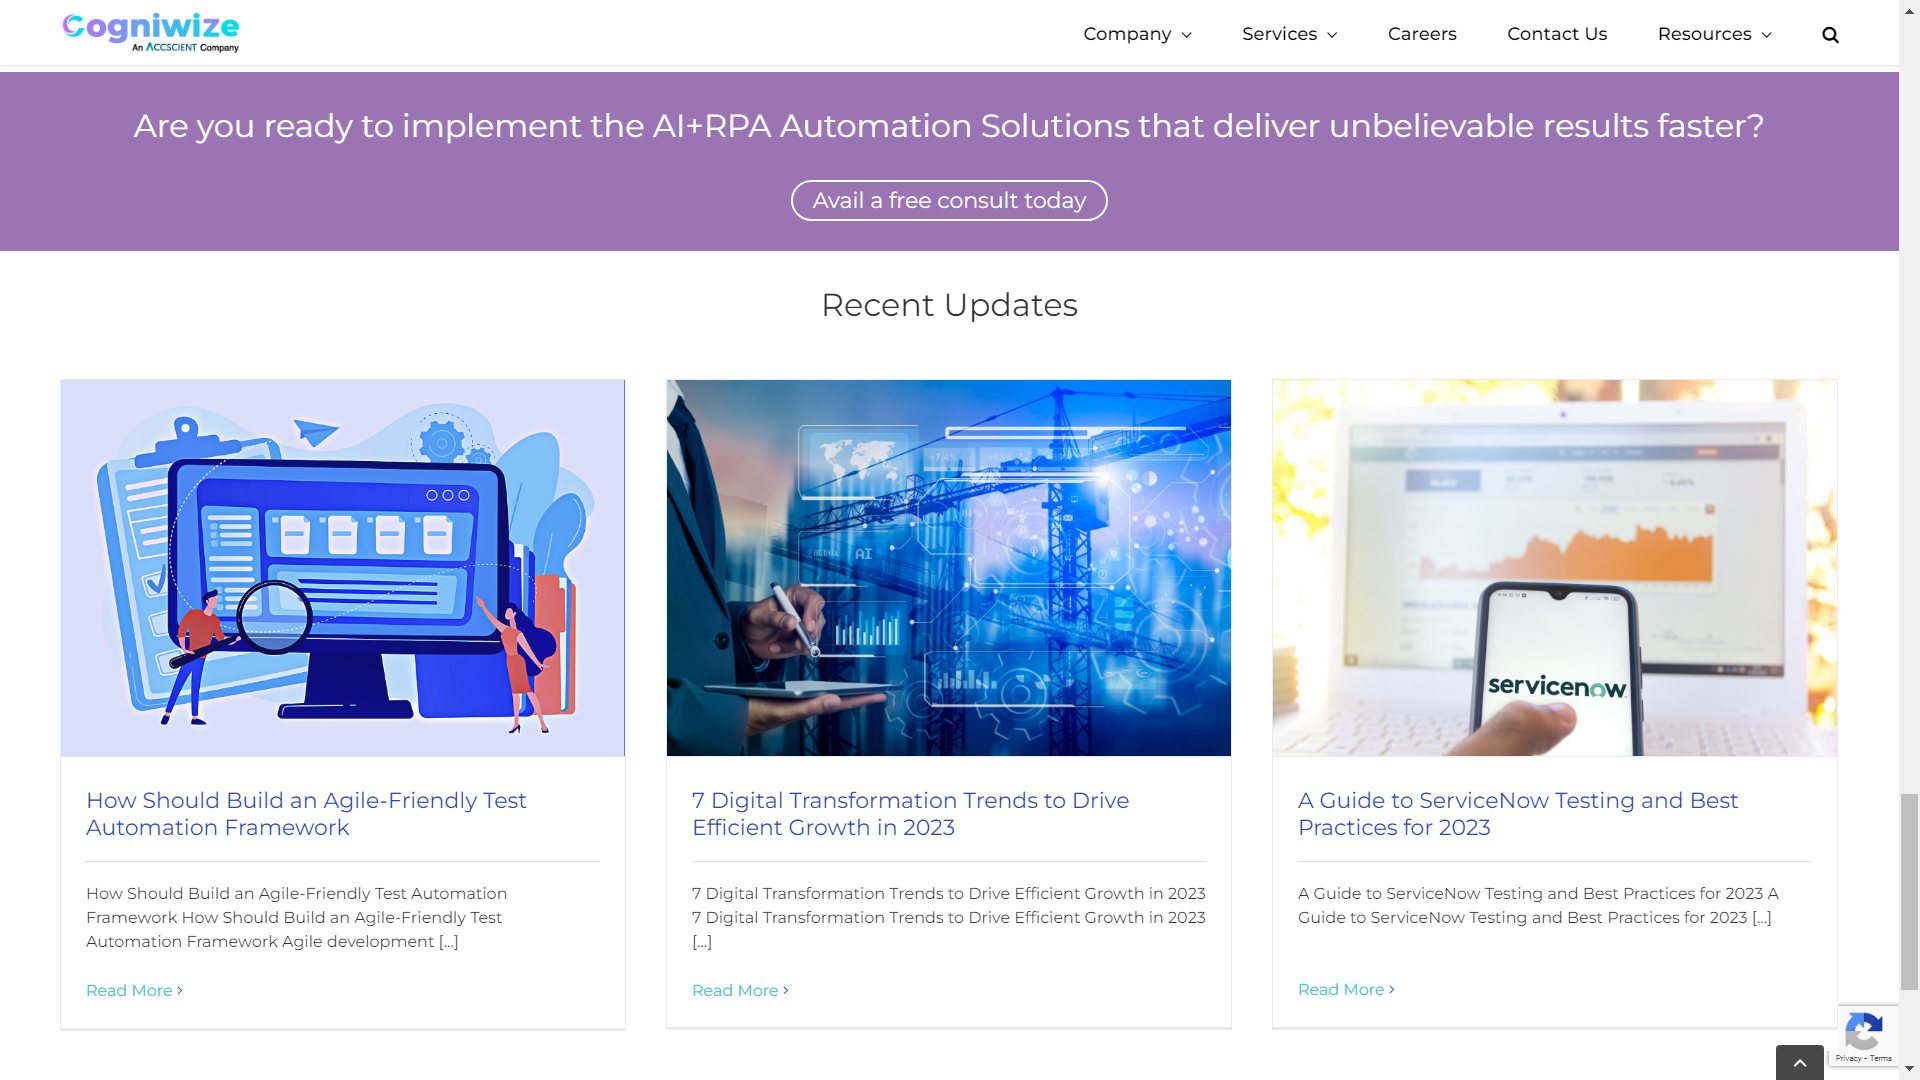 Cogniwize
An ACCSCIENT Company
Company
Services
Careers
Contact Us
Resources
Are you ready to implement the AI+RPA Automation Solutions that deliver unbelievable results faster?
Avail a free consult today
Recent Updates
AI
servicenow
How Should Build an Agile-Friendly Test
Automation Framework
How Should Build an Agile-Friendly Test Automation
Framework How Should Build an Agile-Friendly Test
Automation Framework Agile development [...]
Read More
7 Digital Transformation Trends to Drive
Efficient Growth in 2023
7 Digital Transformation Trends to Drive Efficient Growth in 2023
7 Digital Transformation Trends to Drive Efficient Growth in 2023
[...]
Read More
A Guide to ServiceNow Testing and Best
Practices for 2023
A Guide to ServiceNow Testing and Best Practices for 2023 A
Guide to ServiceNow Testing and Best Practices for 2023 [...]
Read More
Privacy - Terms